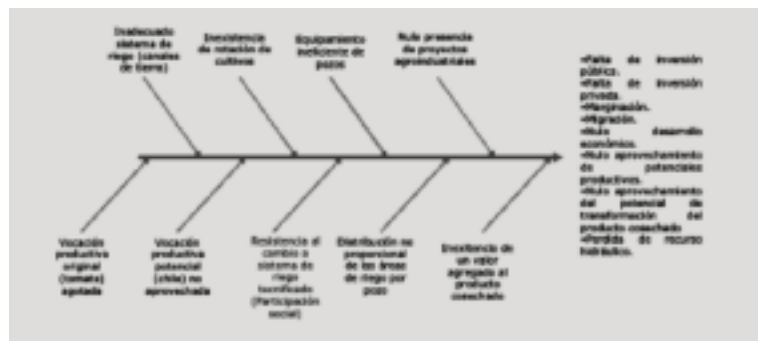 Inadecuado
sistema de
riego (canales
de tierra)
Inexistencia
de rotación de
cultivos
Equipamiento
ineficiente de
pozos
Nula presencia
de proyectos
agroindustriales
•Falta de inversión
pública.
•Falta de inversión
privada.
•Marginación.
•Migración.
•Nulo desarrollo
económico.
•Nulo aprovechamiento
de potenciales
productivos.
•Nulo aprovechamiento
del potencial de
transformación del
producto cosechado
•Perdida de recurso
hidráulico.
Vocación
productiva
original
(tomate)
agotada
Vocación
productiva
potencial
(chile) no
aprovechada
Resistencia al
cambio a
sistema de
riego
tecnificado
(Participación
social)
Distribución no
proporcional
de las áreas
de riego por
pozo
Inexitencia de
un valor
agregado al
producto
cosechado